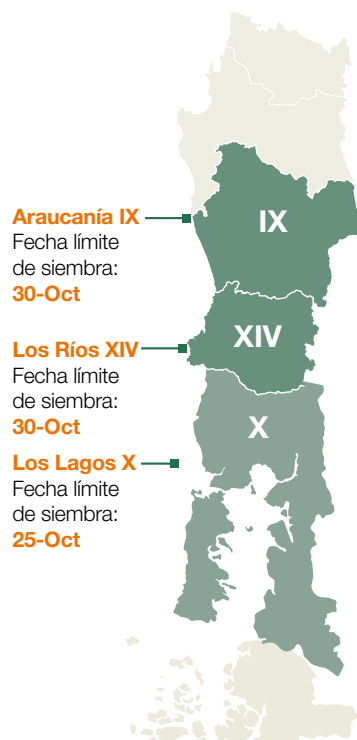 Araucanía IX
Fecha límite
de siembra:
30-Oct
Los Ríos XIV
Fecha límite
de siembra:
30-Oct
Los Lagos X
Fecha límite
de siembra:
25-Oct
IX
XIV
X